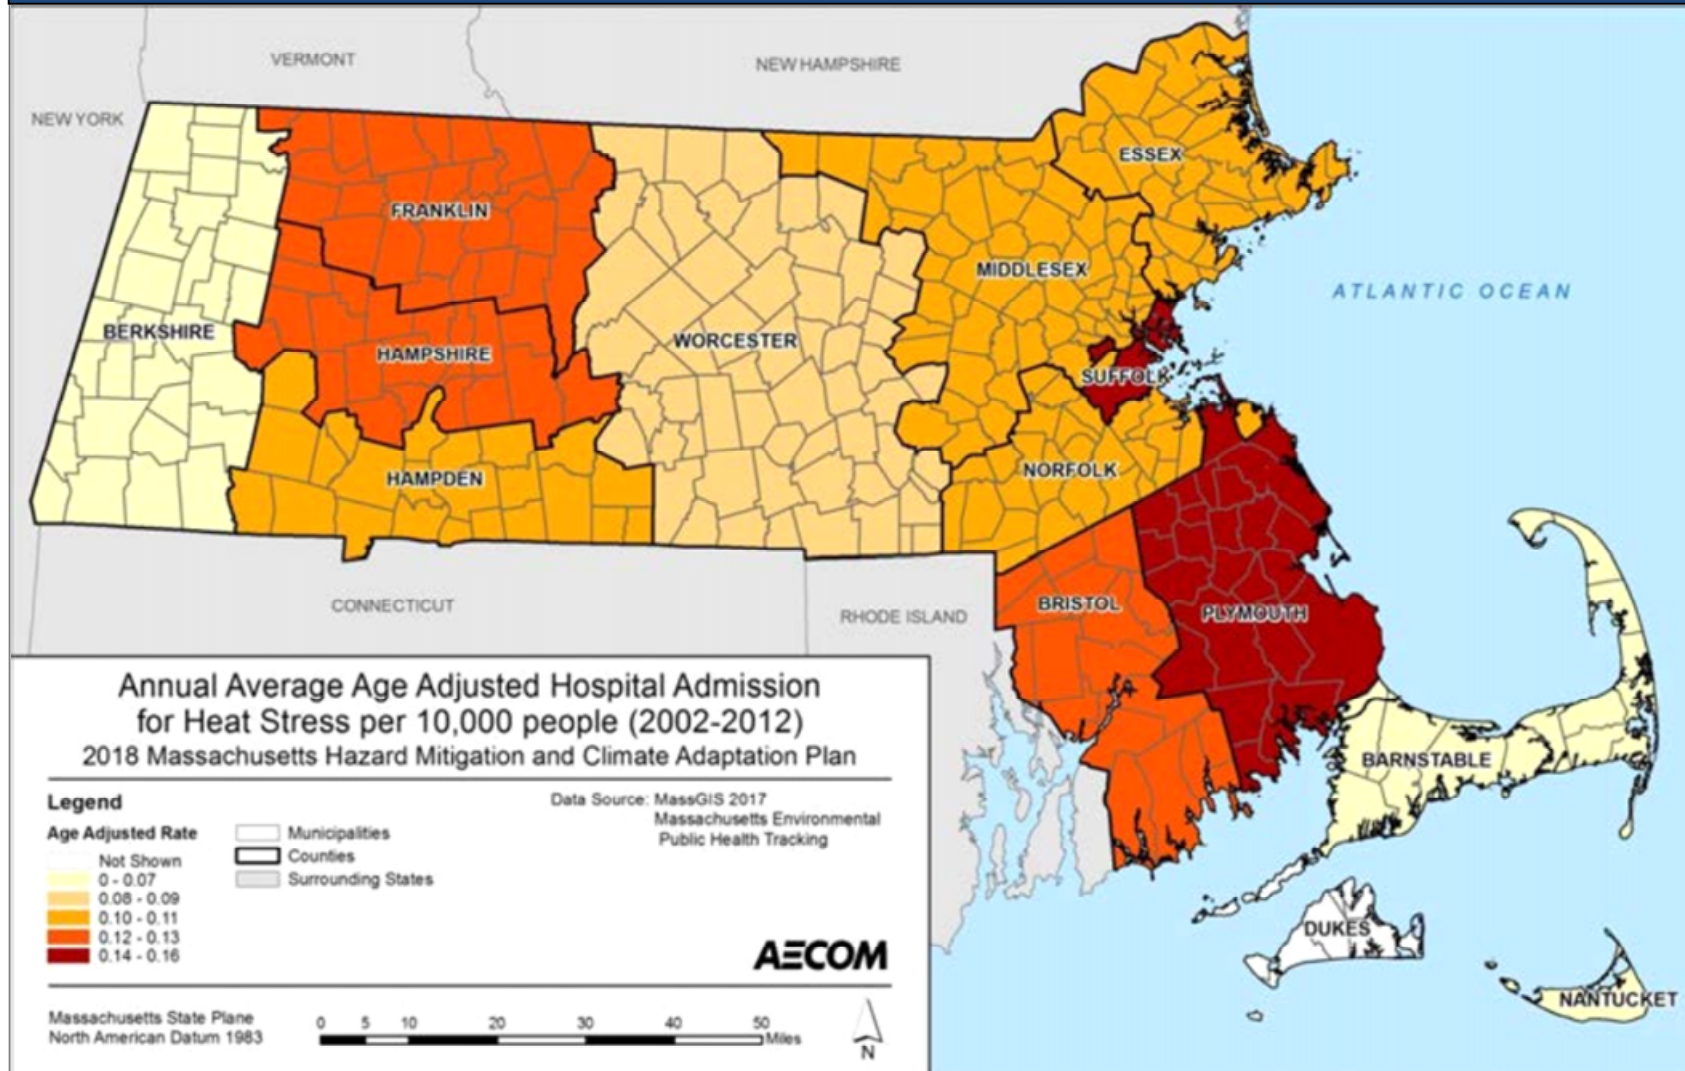 VERMONT
NEW HAMPSHIRE
NEW YORK
ESSEX
FRANKLIN
MIDDLESEX
ATLANTIC OCEAN
BERKSHIRE
WORCESTER
HAMPSHIRE
SUFFOLK
NORFOLK
HAMPDEN
CONNECTICUT
RHODE ISLAND
BRISTOL
PLYMOUTH
BARNSTABLE
DUKES
NANTUCKET
Annual Average Age Adjusted Hospital Admission
for Heat Stress per 10,000 people (2002-2012)
2018 Massachusetts Hazard Mitigation and Climate Adaptation Plan
Legend
Age Adjusted Rate
Not Shown
0 - 0.07
0.08 - 0.09
0.10 - 0.11
0.12 - 0.13
0.14 - 0.16
Municipalities
Counties
Surrounding States
Data Source: MassGIS 2017
Massachusetts Environmental
Public Health Tracking
AECOM
Massachusetts State Plane
North American Datum 1983
0 5 10 20 30 40 50
Miles
N